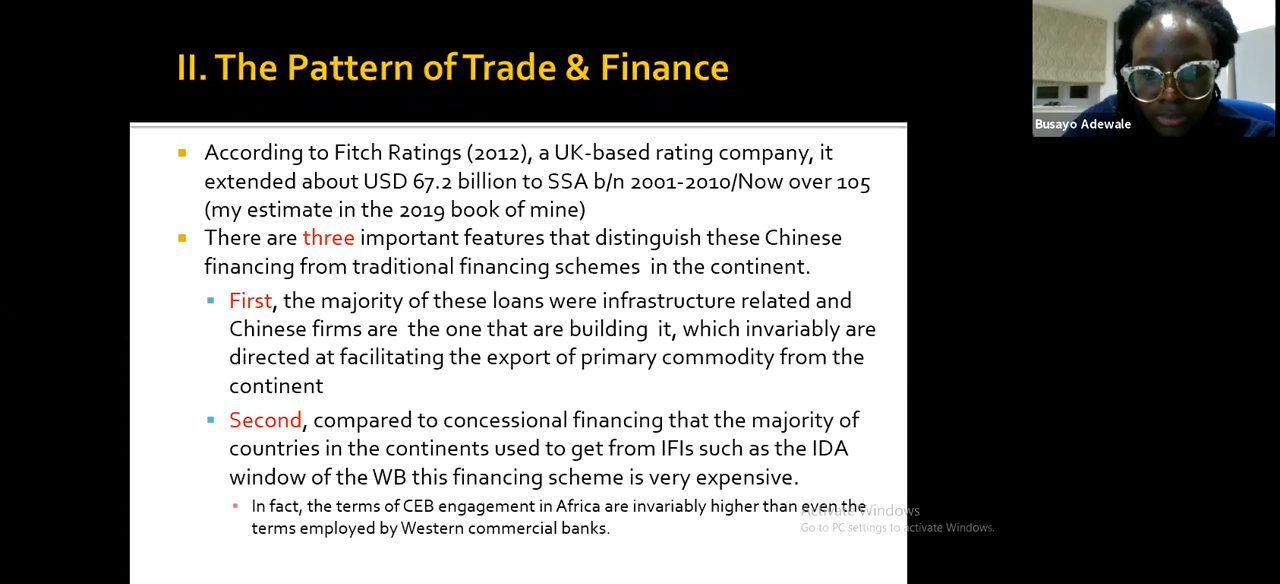 II. The Pattern of Trade & Finance
Busayo Adewale
According to Fitch Ratings (2012), a UK-based rating company, it
extended about USD 67.2 billion to SSA b/n 2001-2010/Now over 105
(my estimate in the 2019 book of mine)
There are three important features that distinguish these Chinese
financing from traditional financing schemes in the continent.
First, the majority of these loans were infrastructure related and
Chinese firms are the one that are building it, which invariably are
directed at facilitating the export of primary commodity from the
continent
Second, compared to concessional financing that the majority of
countries in the continents used to get from IFIs such as the IDA
window of the WB this financing scheme is very expensive.
In fact, the terms of CEB engagement in Africa are invariably higher than even the
terms employed by Western commercial banks.
Activate Windows
Go to PC settings to activate Windows.